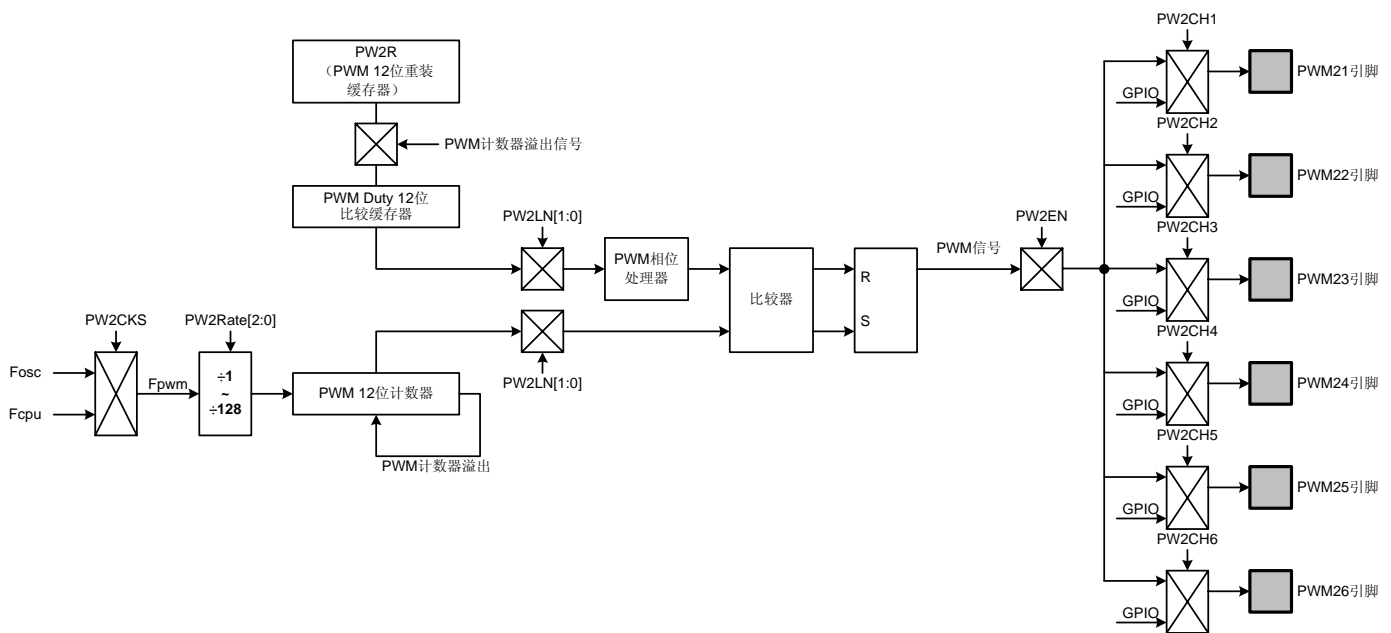 PW2R
（PWM 12位重装
缓存器）
PWM计数器溢出信号
PWM Duty 12位
比较缓存器
PW2LN[1:0]
PWM相位
处理器
比较器
R
S
PWM信号
PW2EN
PW2CKS
PW2Rate[2:0]
Fosc
Fcpu
Fpwm
÷1
~
÷128
PWM 12位计数器
PWM计数器溢出
PW2LN[1:0]
PW2CH1
GPIO
PWM21引脚
PW2CH2
GPIO
PWM22引脚
PW2CH3
GPIO
PWM23引脚
PW2CH4
GPIO
PWM24引脚
PW2CH5
GPIO
PWM25引脚
PW2CH6
GPIO
PWM26引脚